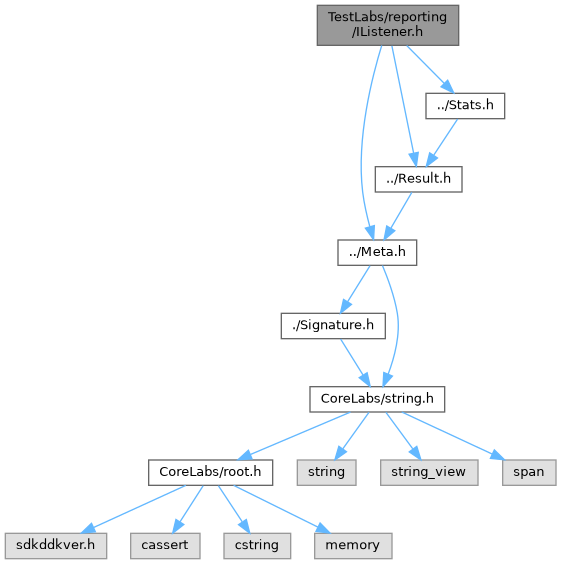 TestLabs/reporting
/IListener.h
../Stats.h
../Result.h
../Meta.h
./Signature.h
CoreLabs/string.h
CoreLabs/root.h
string
string_view
span
sdkddkver.h
cassert
cstring
memory